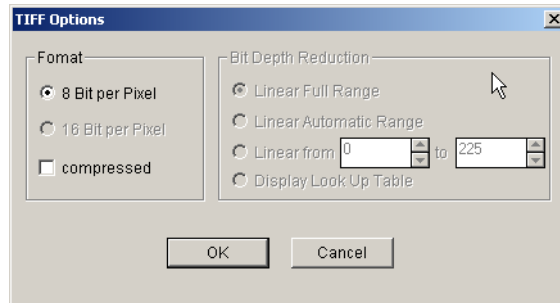 TIFF Options
Fomat
8 Bit per Pixel
16 Bit per Pixel
compressed
Bit Depth Reduction
Linear Full Range
Linear Automatic Range
Linear from 0 to 225
Display Look Up Table
OK Cancel